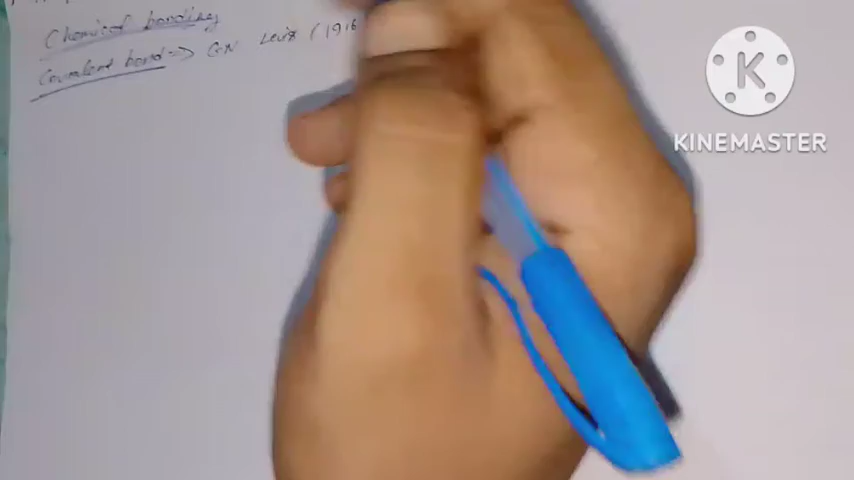 Chemical bonding
Covalent bond => G.N Lewis (1916
K
KINEMASTER